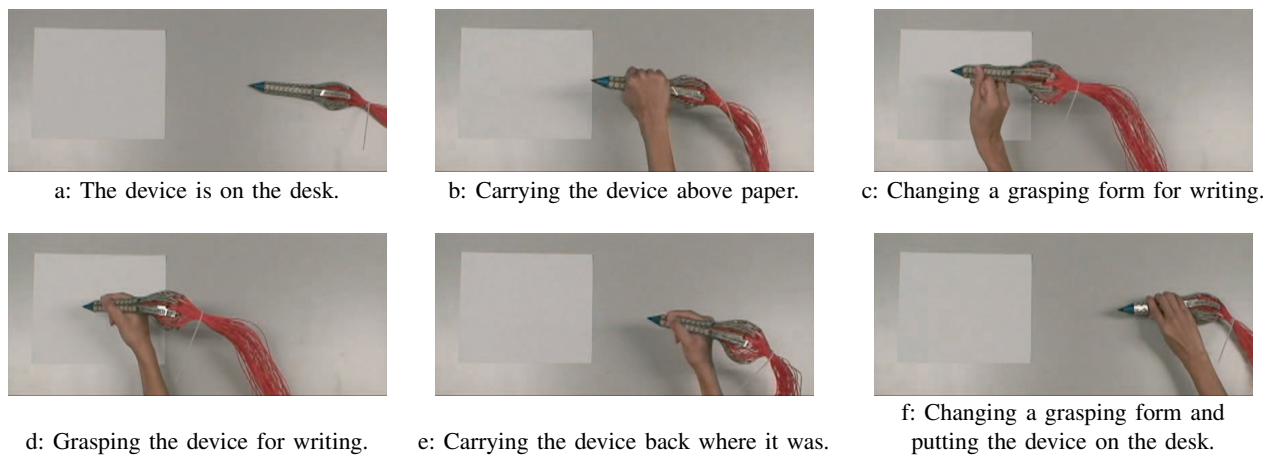 a: The device is on the desk.
b: Carrying the device above paper.
c: Changing a grasping form for writing.
d: Grasping the device for writing.
e: Carrying the device back where it was.
f: Changing a grasping form and
putting the device on the desk.